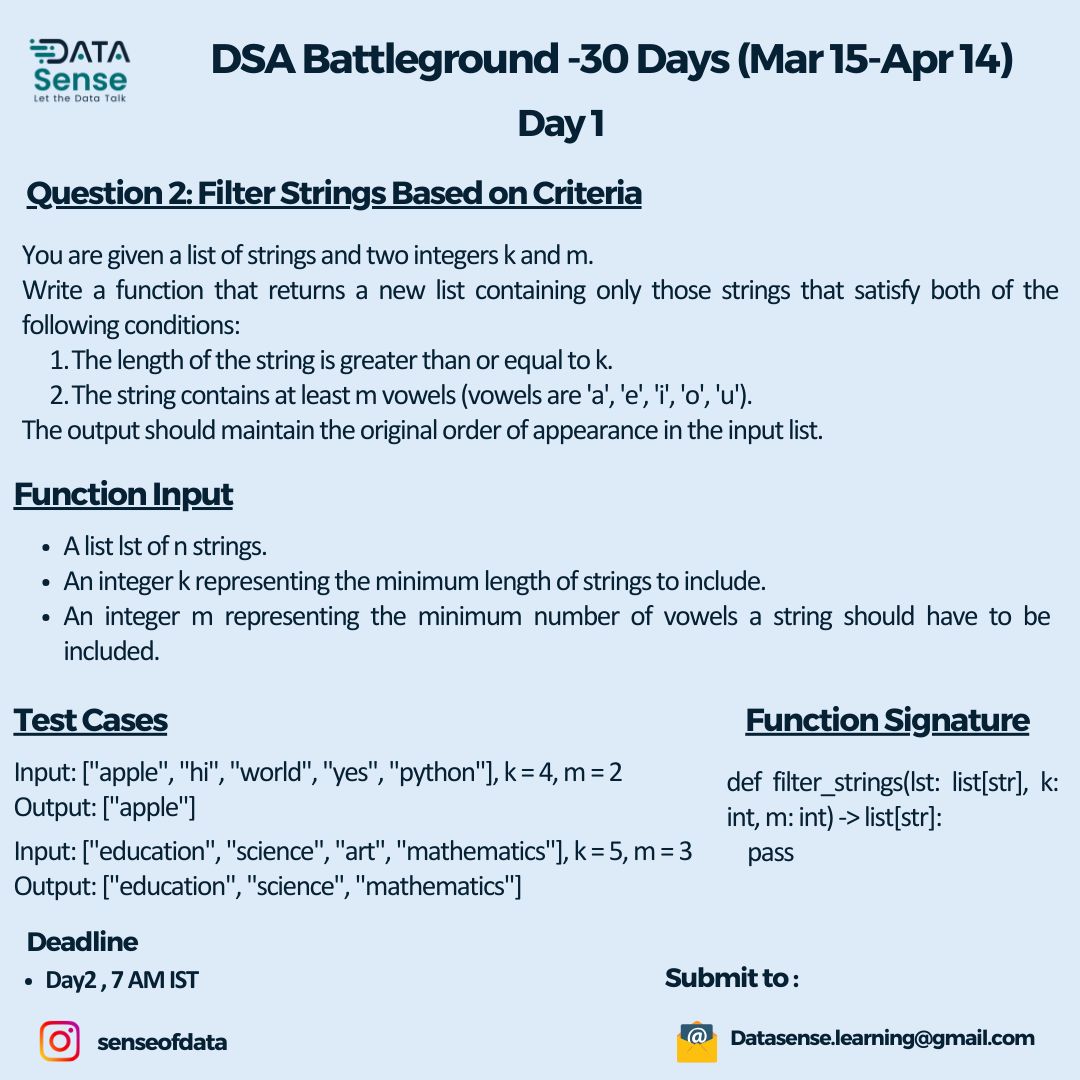 DATA
Sense
Let the Data Talk
DSA Battleground -30 Days (Mar 15-Apr 14)
Day 1
Question 2: Filter Strings Based on Criteria
You are given a list of strings and two integers k and m.
Write a function that returns a new list containing only those strings that satisfy both of the
following conditions:
1. The length of the string is greater than or equal to k.
2. The string contains at least m vowels (vowels are 'a', 'e', 'i', 'o', 'u').
The output should maintain the original order of appearance in the input list.
Function Input
• A list lst of n strings.
• An integer k representing the minimum length of strings to include.
• An integer m representing the minimum number of vowels a string should have to be
included.
Test Cases
Input: ["apple", "hi", "world", "yes", "python"], k = 4, m = 2
Output: ["apple"]
Input: ["education", "science", "art", "mathematics"], k = 5, m = 3
Output: ["education", "science", "mathematics"]
Function Signature
def filter_strings(lst: list[str], k:
int, m: int) -> list[str]:
pass
Deadline
• Day2 , 7 AM IST
senseofdata
Submit to :
@
Datasense.learning@gmail.com